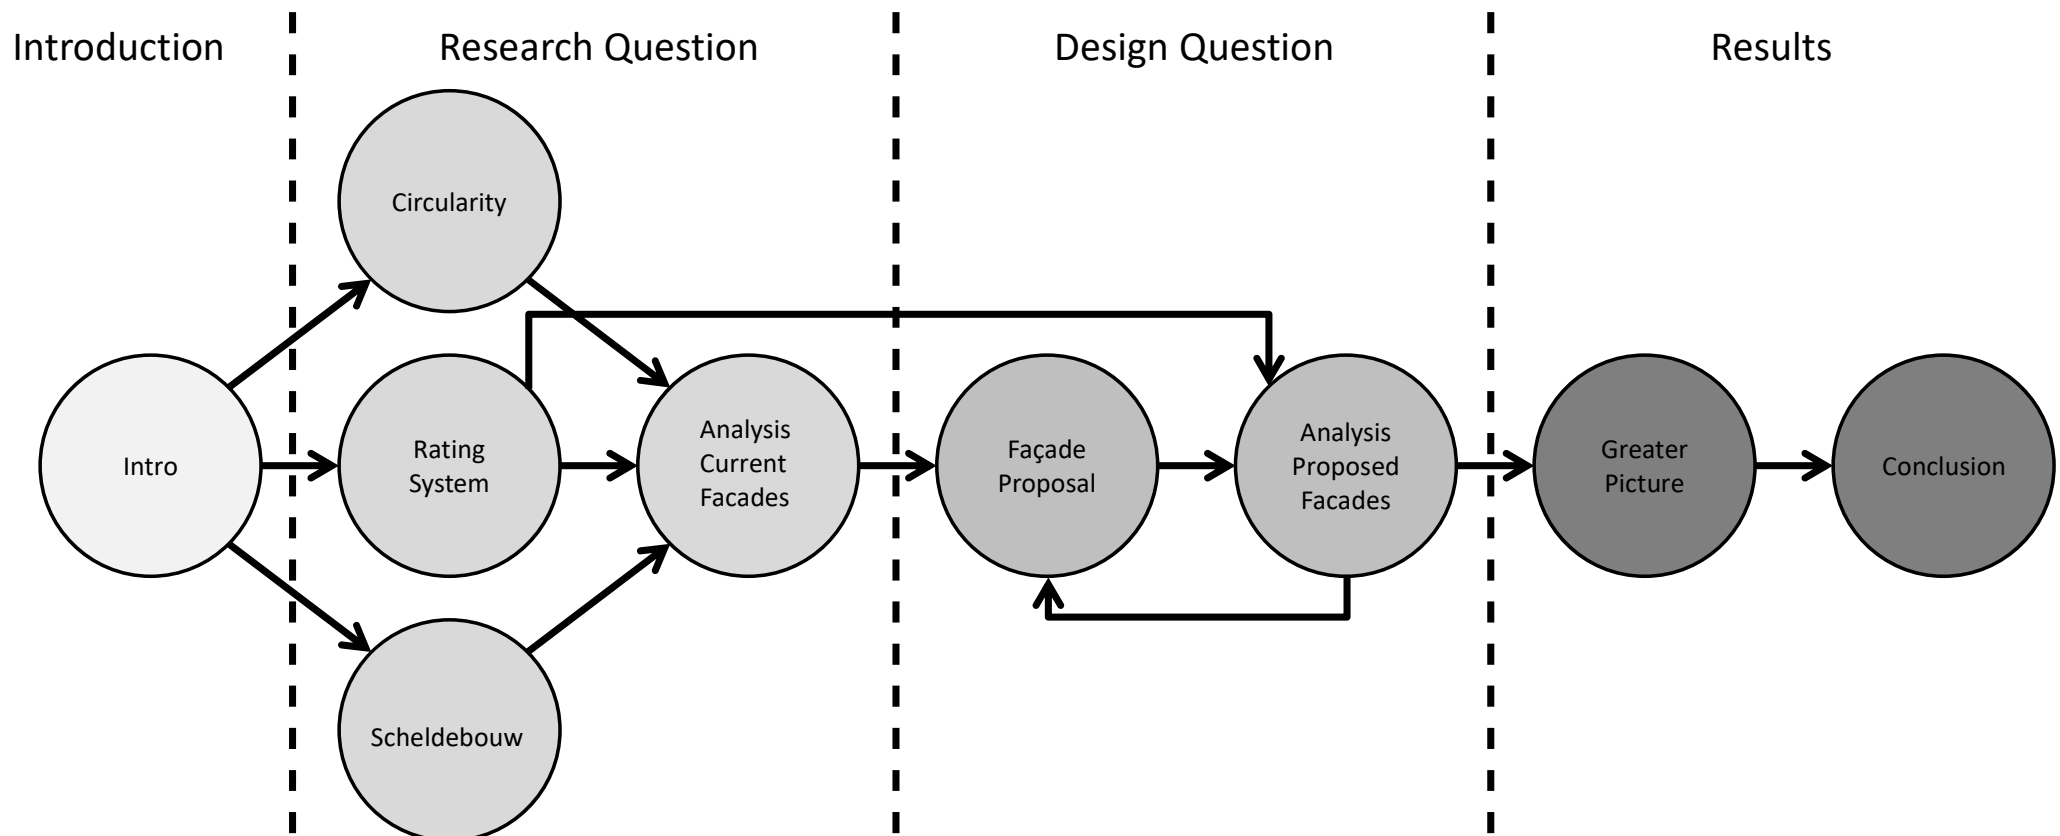 Introduction
Research Question
Design Question
Results
Circularity
Intro
Rating
System
Analysis
Current
Facades
Façade
Proposal
Analysis
Proposed
Facades
Greater
Picture
Conclusion
Scheldebouw